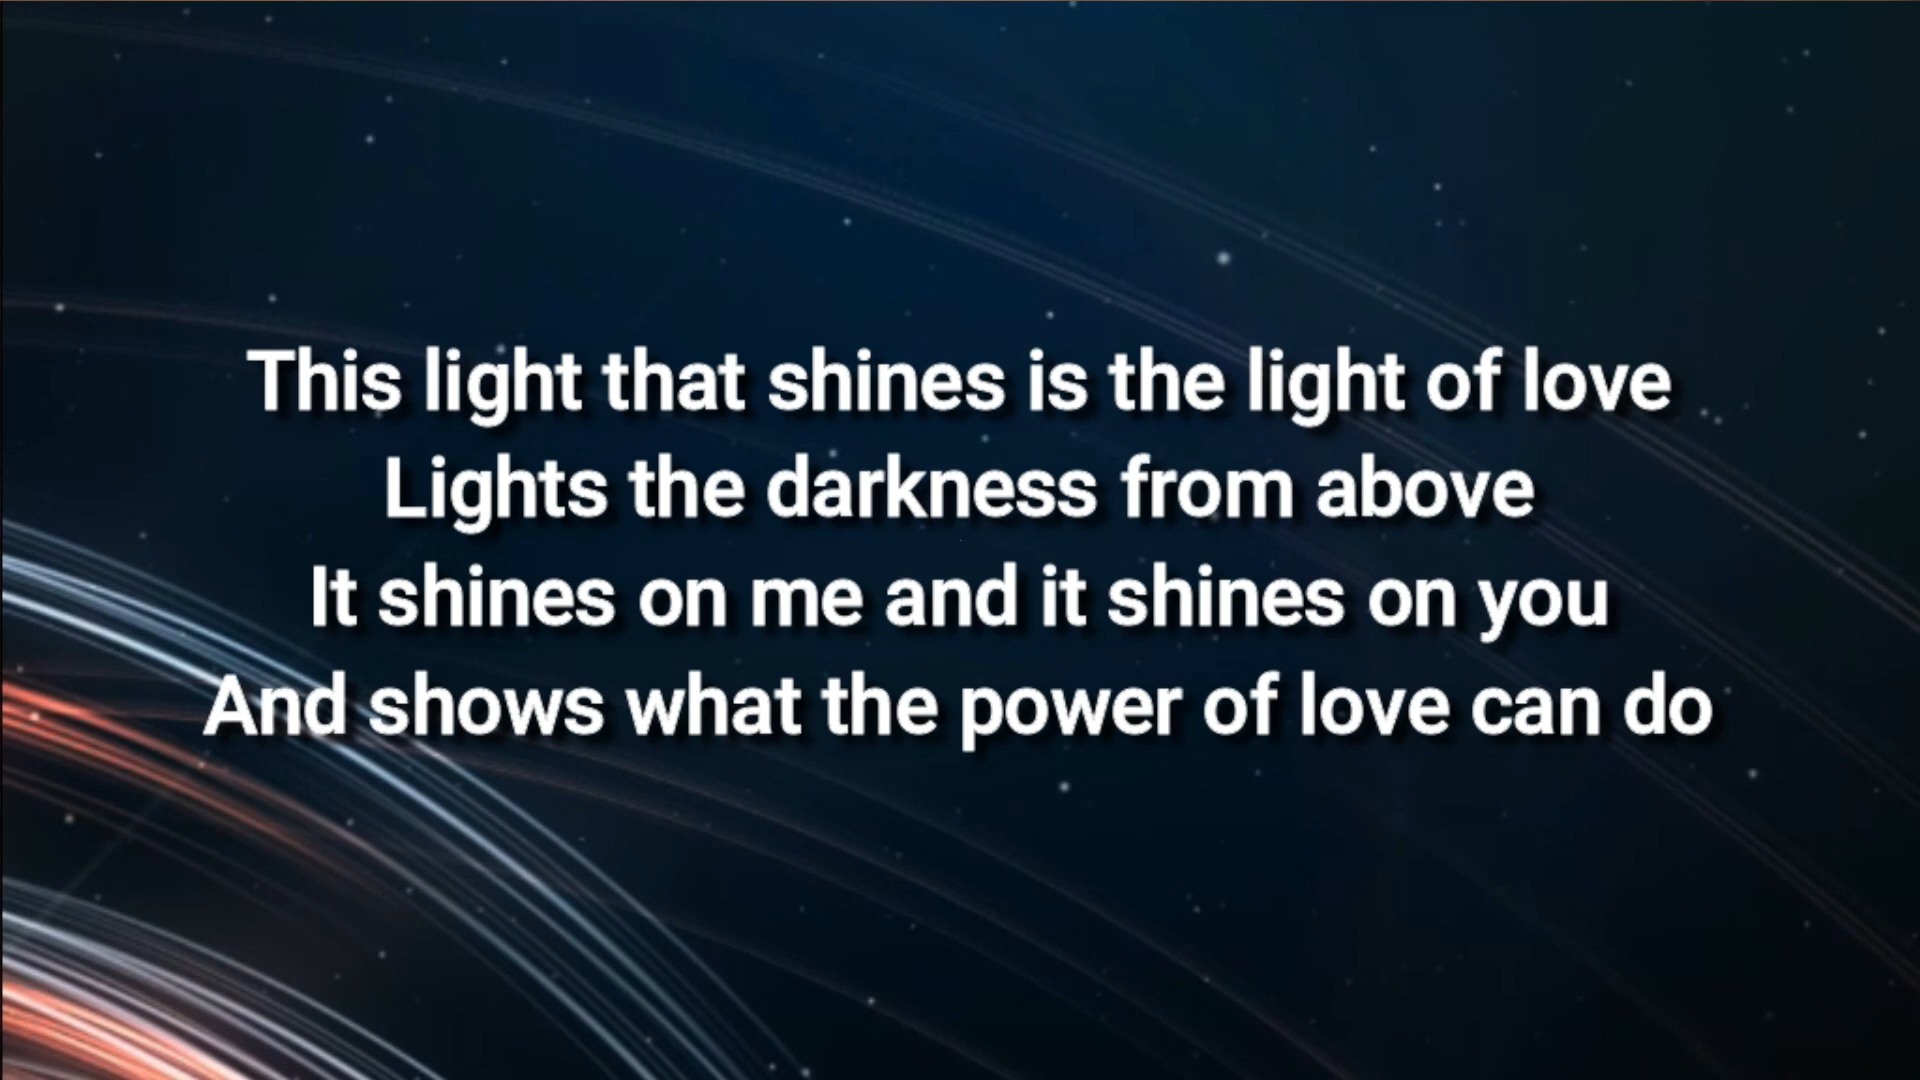 This light that shines is the light of love
Lights the darkness from above
It shines on me and it shines on you
And shows what the power of love can do